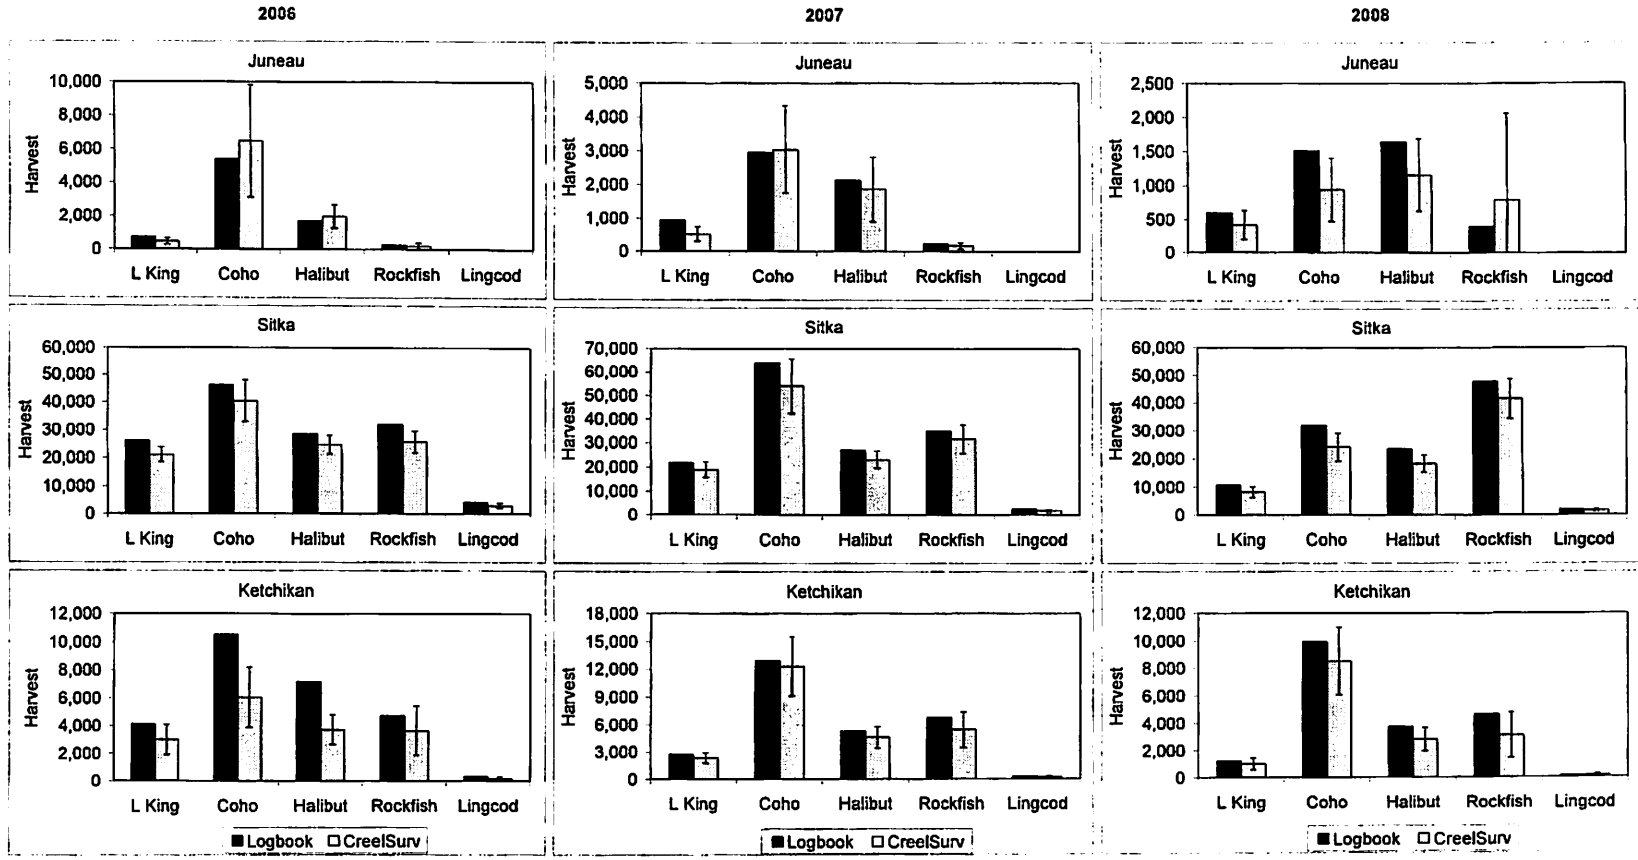 2006 2007 2008
Juneau
10,000
8,000
6,000
4,000
2,000
0
Harvest
L King Coho Halibut Rockfish Lingcod
Juneau
5,000
4,000
3,000
2,000
1,000
0
Harvest
L King Coho Halibut Rockfish Lingcod
Juneau
2,500
2,000
1,500
1,000
500
0
Harvest
L King Coho Halibut Rockfish Lingcod
Sitka
60,000
50,000
40,000
30,000
20,000
10,000
0
Harvest
L King Coho Halibut Rockfish Lingcod
Sitka
70,000
60,000
50,000
40,000
30,000
20,000
10,000
0
Harvest
L King Coho Halibut Rockfish Lingcod
Sitka
60,000
50,000
40,000
30,000
20,000
10,000
0
Harvest
L King Coho Halibut Rockfish Lingcod
Ketchikan
12,000
10,000
8,000
6,000
4,000
2,000
0
Harvest
L King Coho Halibut Rockfish Lingcod
Logbook CreelSurv
Ketchikan
18,000
15,000
12,000
9,000
6,000
3,000
0
Harvest
L King Coho Halibut Rockfish Lingcod
Logbook CreelSurv
Ketchikan
12,000
10,000
8,000
6,000
4,000
2,000
0
Harvest
L King Coho Halibut Rockfish Lingcod
Logbook CreelSurv